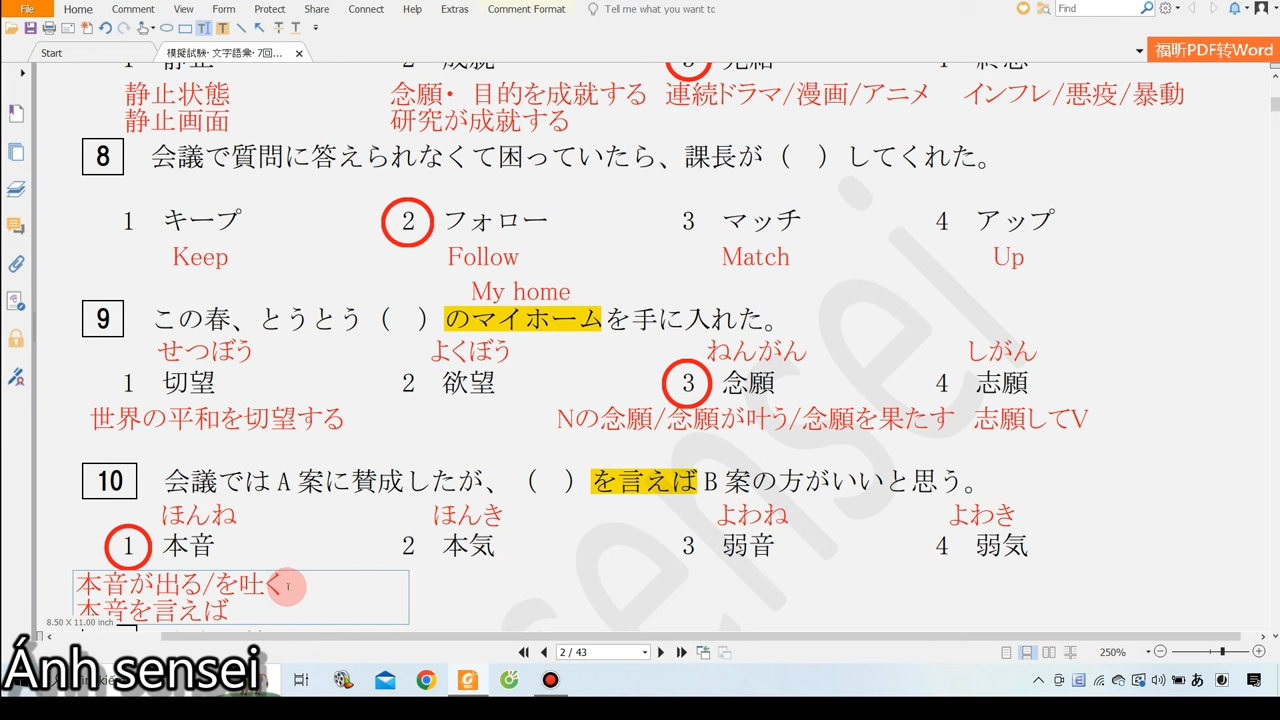 File Home Comment View Form Protect Share Connect Help Extras Comment Format Tell me what you want to Find
Start 模擬試験・文字語彙・7回... 福昕PDF转Word
1 静止 2 成就 3 完結 4 終息
静止状態 念願・ 目的を成就する 連続ドラマ/漫画/アニメ インフレ/悪疫/暴動
静止画面 研究が成就する
8 会議で質問に答えられなくて困っていたら、課長が（ ）してくれた。
1 キープ 2 フォロー 3 マッチ 4 アップ
Keep Follow Match Up
My home
9 この春、とうとう（ ）のマイホームを手に入れた。
せつぼう よくぼう ねんがん しがん
1 切望 2 欲望 3 念願 4 志願
世界の平和を切望する Nの念願/念願が叶う/念願を果たす 志願してV
10 会議ではA案に賛成したが、（ ）を言えばB案の方がいいと思う。
ほんね ほんき よわね よわき
1 本音 2 本気 3 弱音 4 弱気
本音が出る/を吐く
本音を言えば
8.50 X 11.00 inch
2 / 43 250%
Ánh sensei
sensei